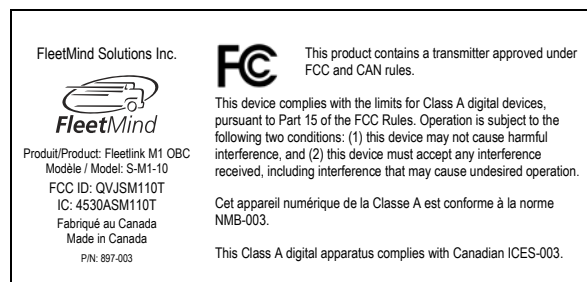 FleetMind Solutions Inc.
FleetMind
Produit/Product: Fleetlink M1 OBC
Modèle / Model: S-M1-10
FCC ID: QVJSM110T
IC: 4530ASM110T
Fabriqué au Canada
Made in Canada
P/N: 897-003
FC
This product contains a transmitter approved under
FCC and CAN rules.
This device complies with the limits for Class A digital devices,
pursuant to Part 15 of the FCC Rules. Operation is subject to the
following two conditions: (1) this device may not cause harmful
interference, and (2) this device must accept any interference
received, including interference that may cause undesired operation.
Cet appareil numérique de la Classe A est conforme à la norme
NMB-003.
This Class A digital apparatus complies with Canadian ICES-003.